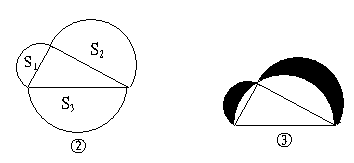 S₁ S₂
S₃
② ③